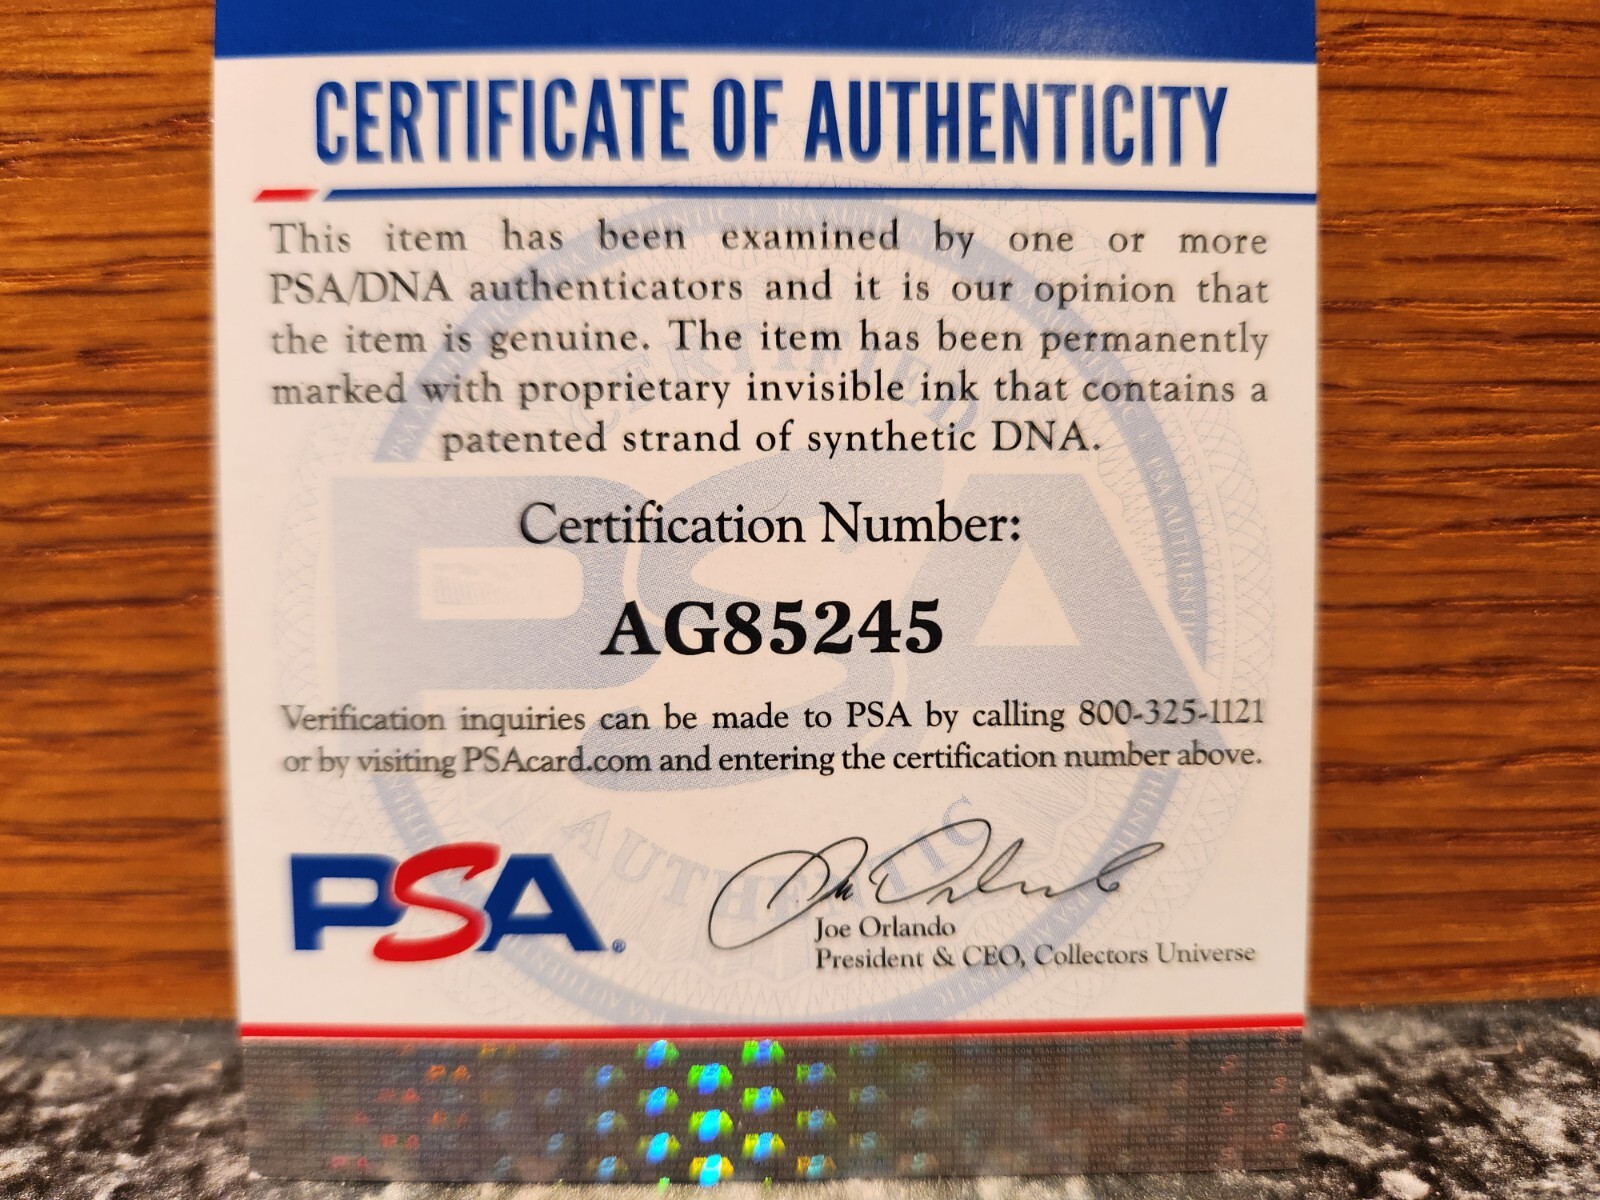 CERTIFICATE OF AUTHENTICITY
This item has been examined by one or more
PSA/DNA authenticators and it is our opinion that
the item is genuine. The item has been permanently
marked with proprietary invisible ink that contains a
patented strand of synthetic DNA.
Certification Number:
AG85245
Verification inquiries can be made to PSA by calling 800-325-1121
or by visiting PSAcard.com and entering the certification number above.
PSA®
Joe Orlando
President & CEO, Collectors Universe
CERTIFIED
PSA
AUTHENTIC